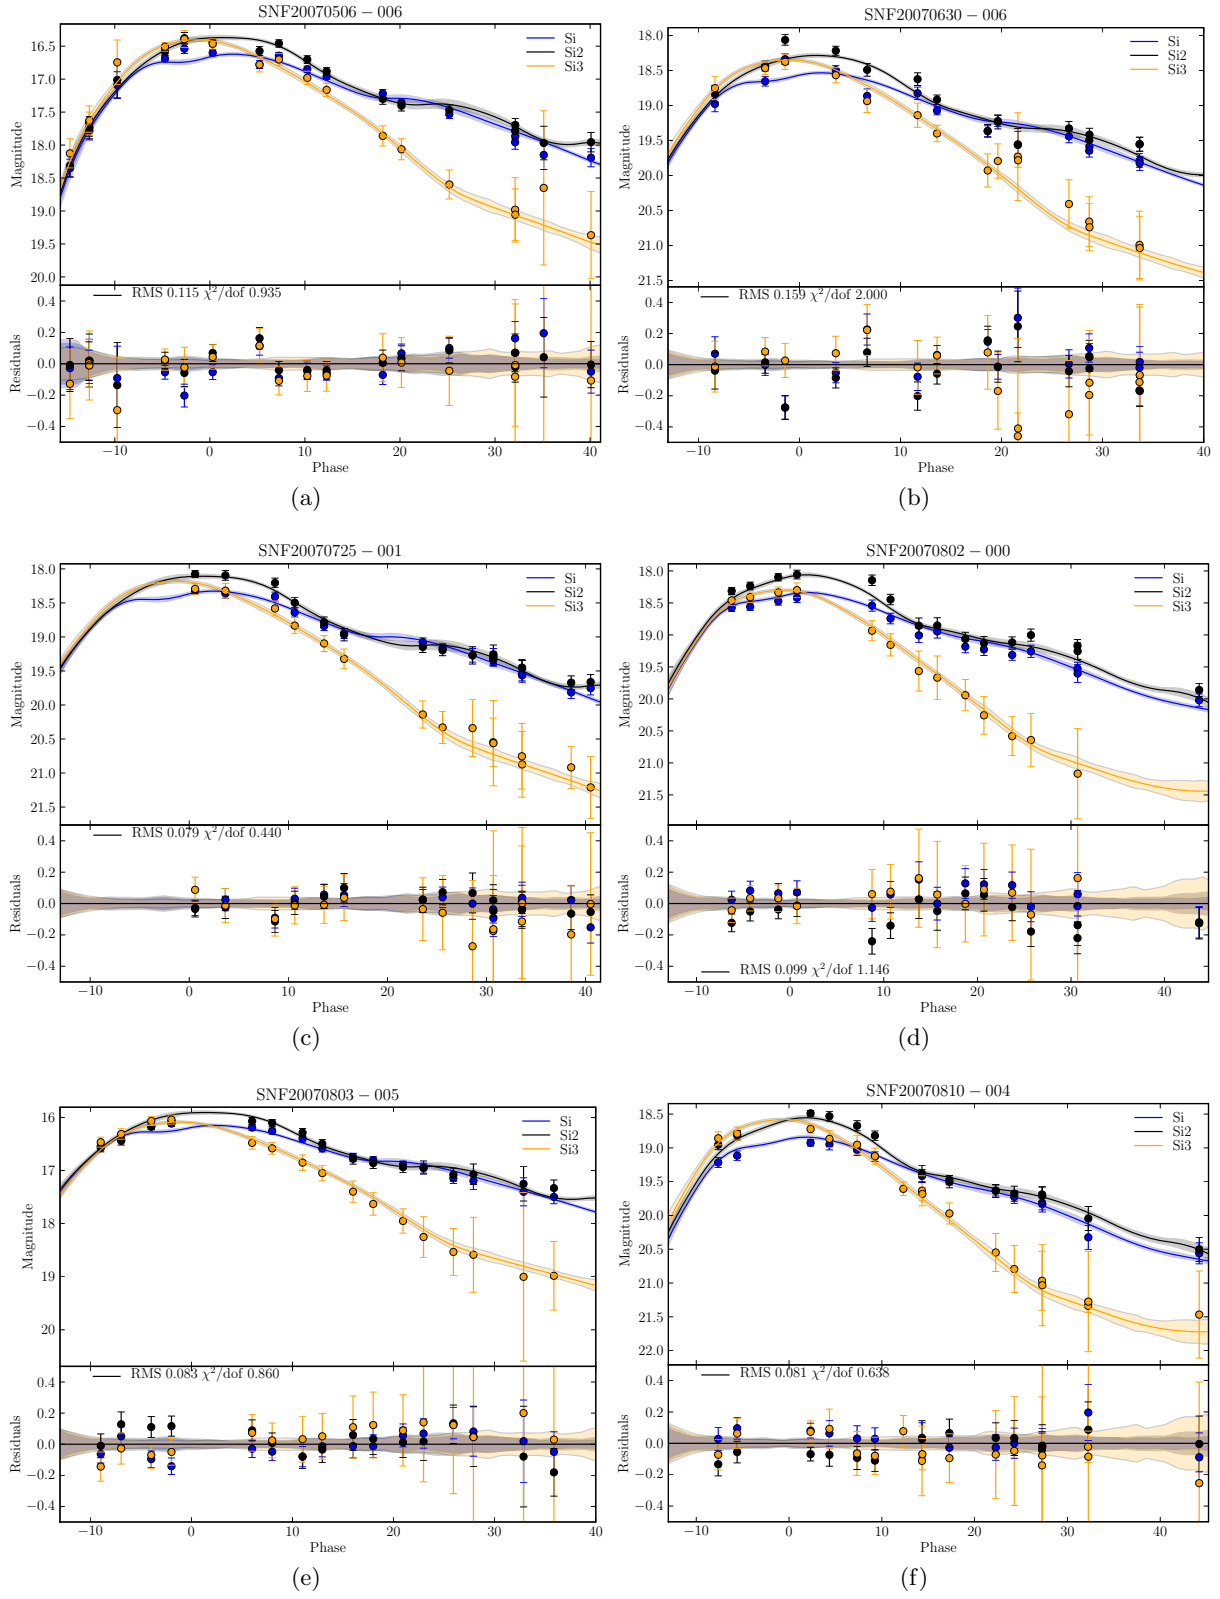 SNF20070506 − 006
Si
Si2
Si3
16.5
17.0
17.5
18.0
18.5
19.0
19.5
20.0
Magnitude
RMS 0.115 χ²/dof 0.935
0.4
0.2
0.0
−0.2
−0.4
Residuals
−10 0 10 20 30 40
Phase
(a)
SNF20070630 − 006
Si
Si2
Si3
18.0
18.5
19.0
19.5
20.0
20.5
21.0
21.5
Magnitude
RMS 0.159 χ²/dof 2.000
0.4
0.2
0.0
−0.2
−0.4
Residuals
−10 0 10 20 30 40
Phase
(b)
SNF20070725 − 001
Si
Si2
Si3
18.0
18.5
19.0
19.5
20.0
20.5
21.0
21.5
Magnitude
RMS 0.079 χ²/dof 0.440
0.4
0.2
0.0
−0.2
−0.4
Residuals
−10 0 10 20 30 40
Phase
(c)
SNF20070802 − 000
Si
Si2
Si3
18.0
18.5
19.0
19.5
20.0
20.5
21.0
21.5
Magnitude
0.4
0.2
0.0
−0.2
−0.4
Residuals
RMS 0.099 χ²/dof 1.146
−10 0 10 20 30 40
Phase
(d)
SNF20070803 − 005
Si
Si2
Si3
16
17
18
19
20
Magnitude
RMS 0.083 χ²/dof 0.860
0.4
0.2
0.0
−0.2
−0.4
Residuals
−10 0 10 20 30 40
Phase
(e)
SNF20070810 − 004
Si
Si2
Si3
18.5
19.0
19.5
20.0
20.5
21.0
21.5
22.0
Magnitude
RMS 0.081 χ²/dof 0.638
0.4
0.2
0.0
−0.2
−0.4
Residuals
−10 0 10 20 30 40
Phase
(f)